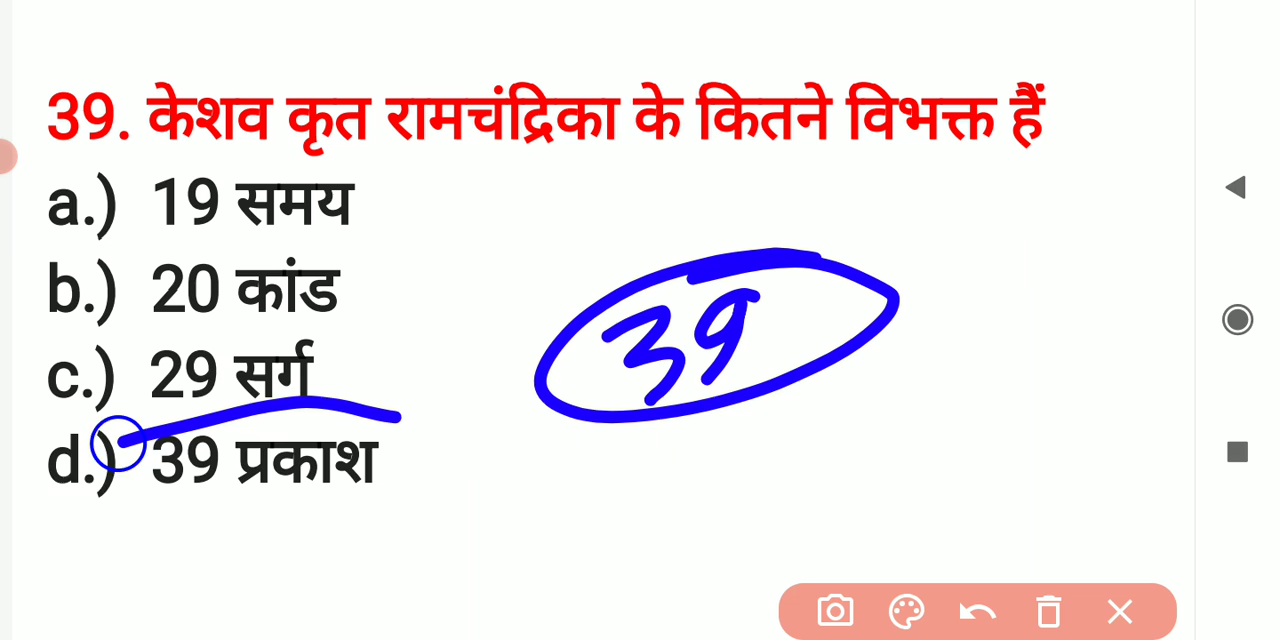 39. केशव कृत रामचंद्रिका के कितने विभक्त हैं
a.) 19 समय
b.) 20 कांड
c.) 29 सर्ग
d.) 39 प्रकाश
39